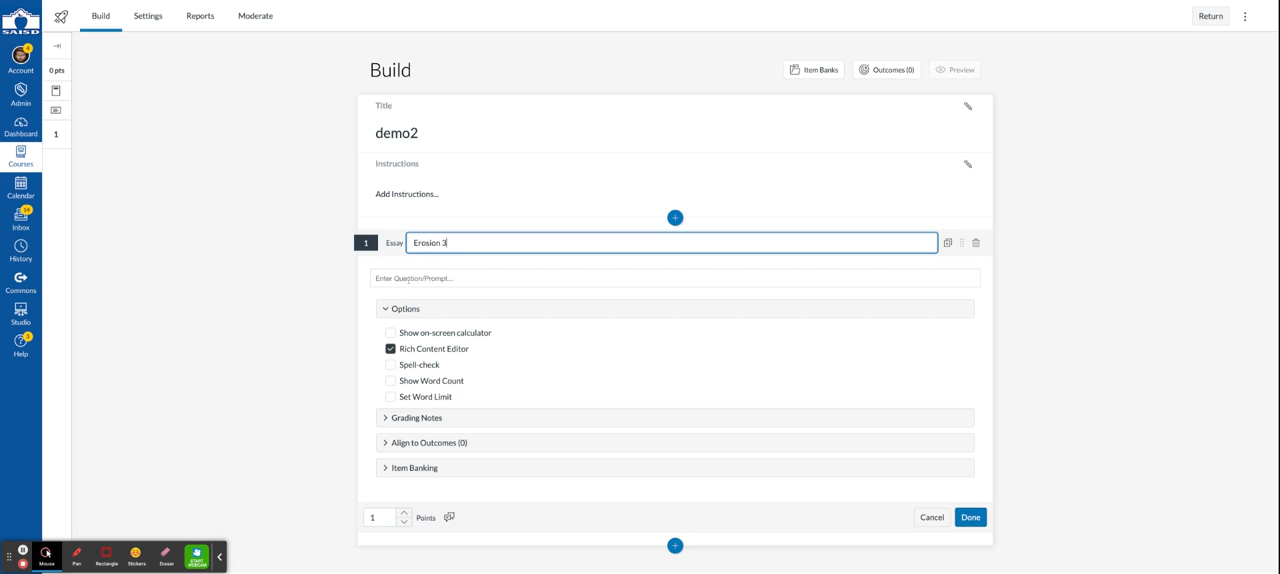 SAISD
4
Account
Admin
Dashboard
Courses
Calendar
14
Inbox
History
Commons
Studio
Help
Build
Settings
Reports
Moderate
Return
0 pts
1
Build
Item Banks
Outcomes (0)
Preview
Title
demo2
Instructions
Add Instructions...
1
Essay
Erosion 3
Enter Question/Prompt...
Options
Show on-screen calculator
Rich Content Editor
Spell-check
Show Word Count
Set Word Limit
Grading Notes
Align to Outcomes (0)
Item Banking
1
Points
Cancel
Done
Mouse
Pen
Rectangle
Stickers
Eraser
START
WEBCAM